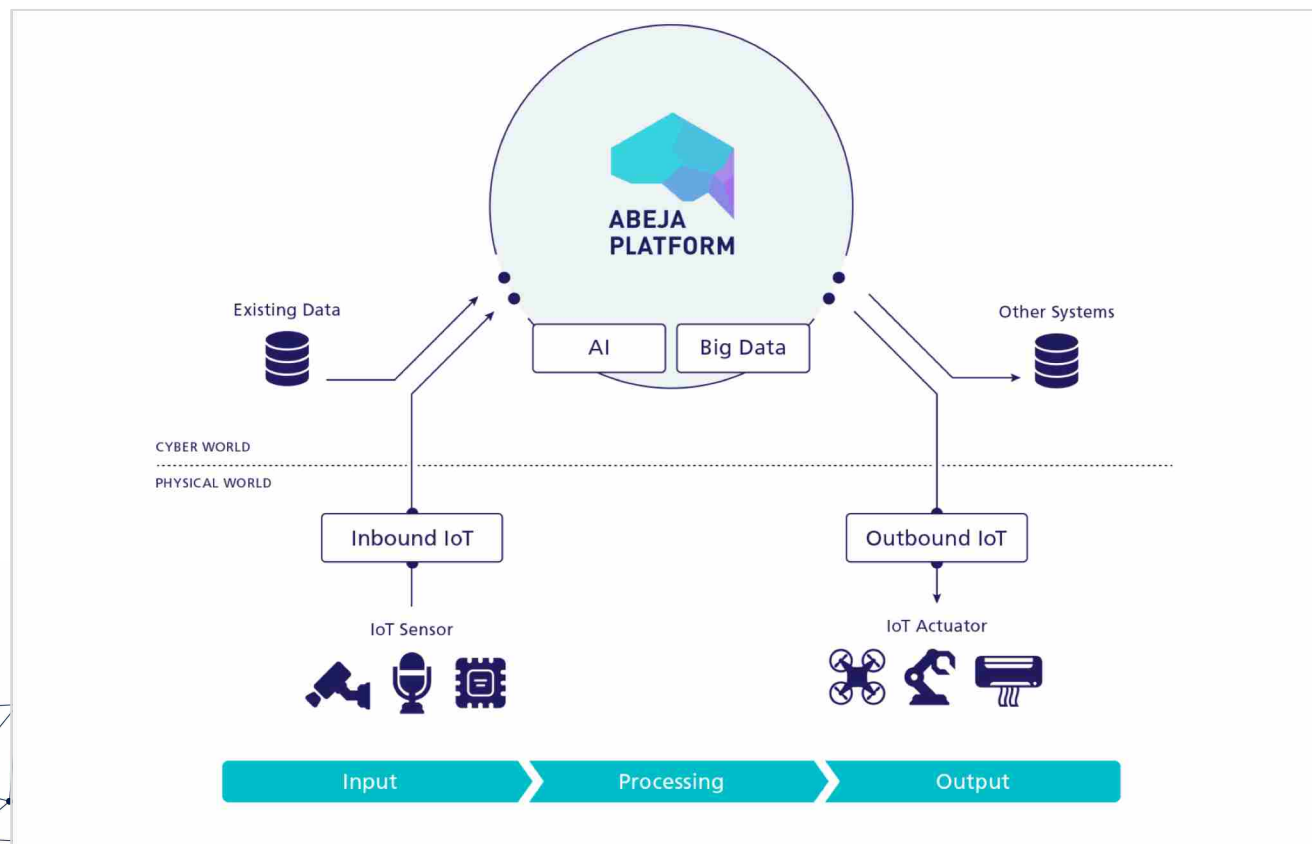 ABEJA
PLATFORM
Existing Data
Other Systems
AI
Big Data
CYBER WORLD
PHYSICAL WORLD
Inbound IoT
Outbound IoT
IoT Sensor
IoT Actuator
Input
Processing
Output